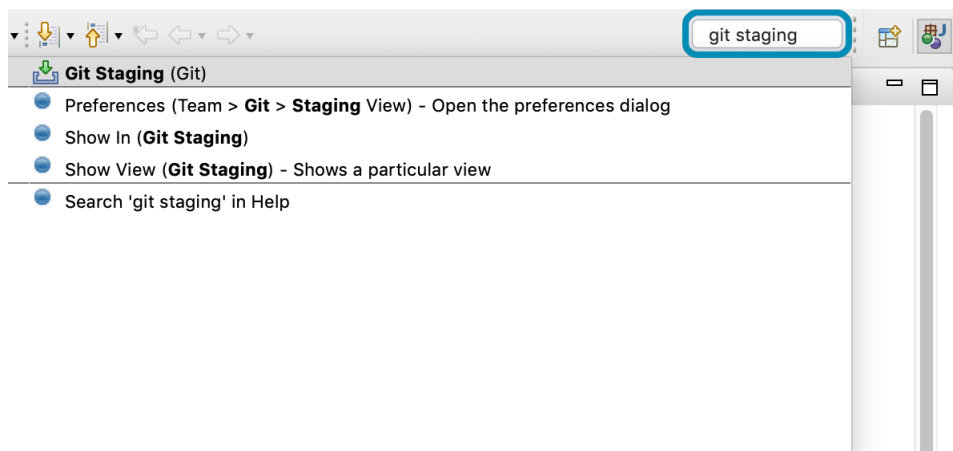 git staging
Git Staging (Git)
Preferences (Team > Git > Staging View) - Open the preferences dialog
Show In (Git Staging)
Show View (Git Staging) - Shows a particular view
Search 'git staging' in Help